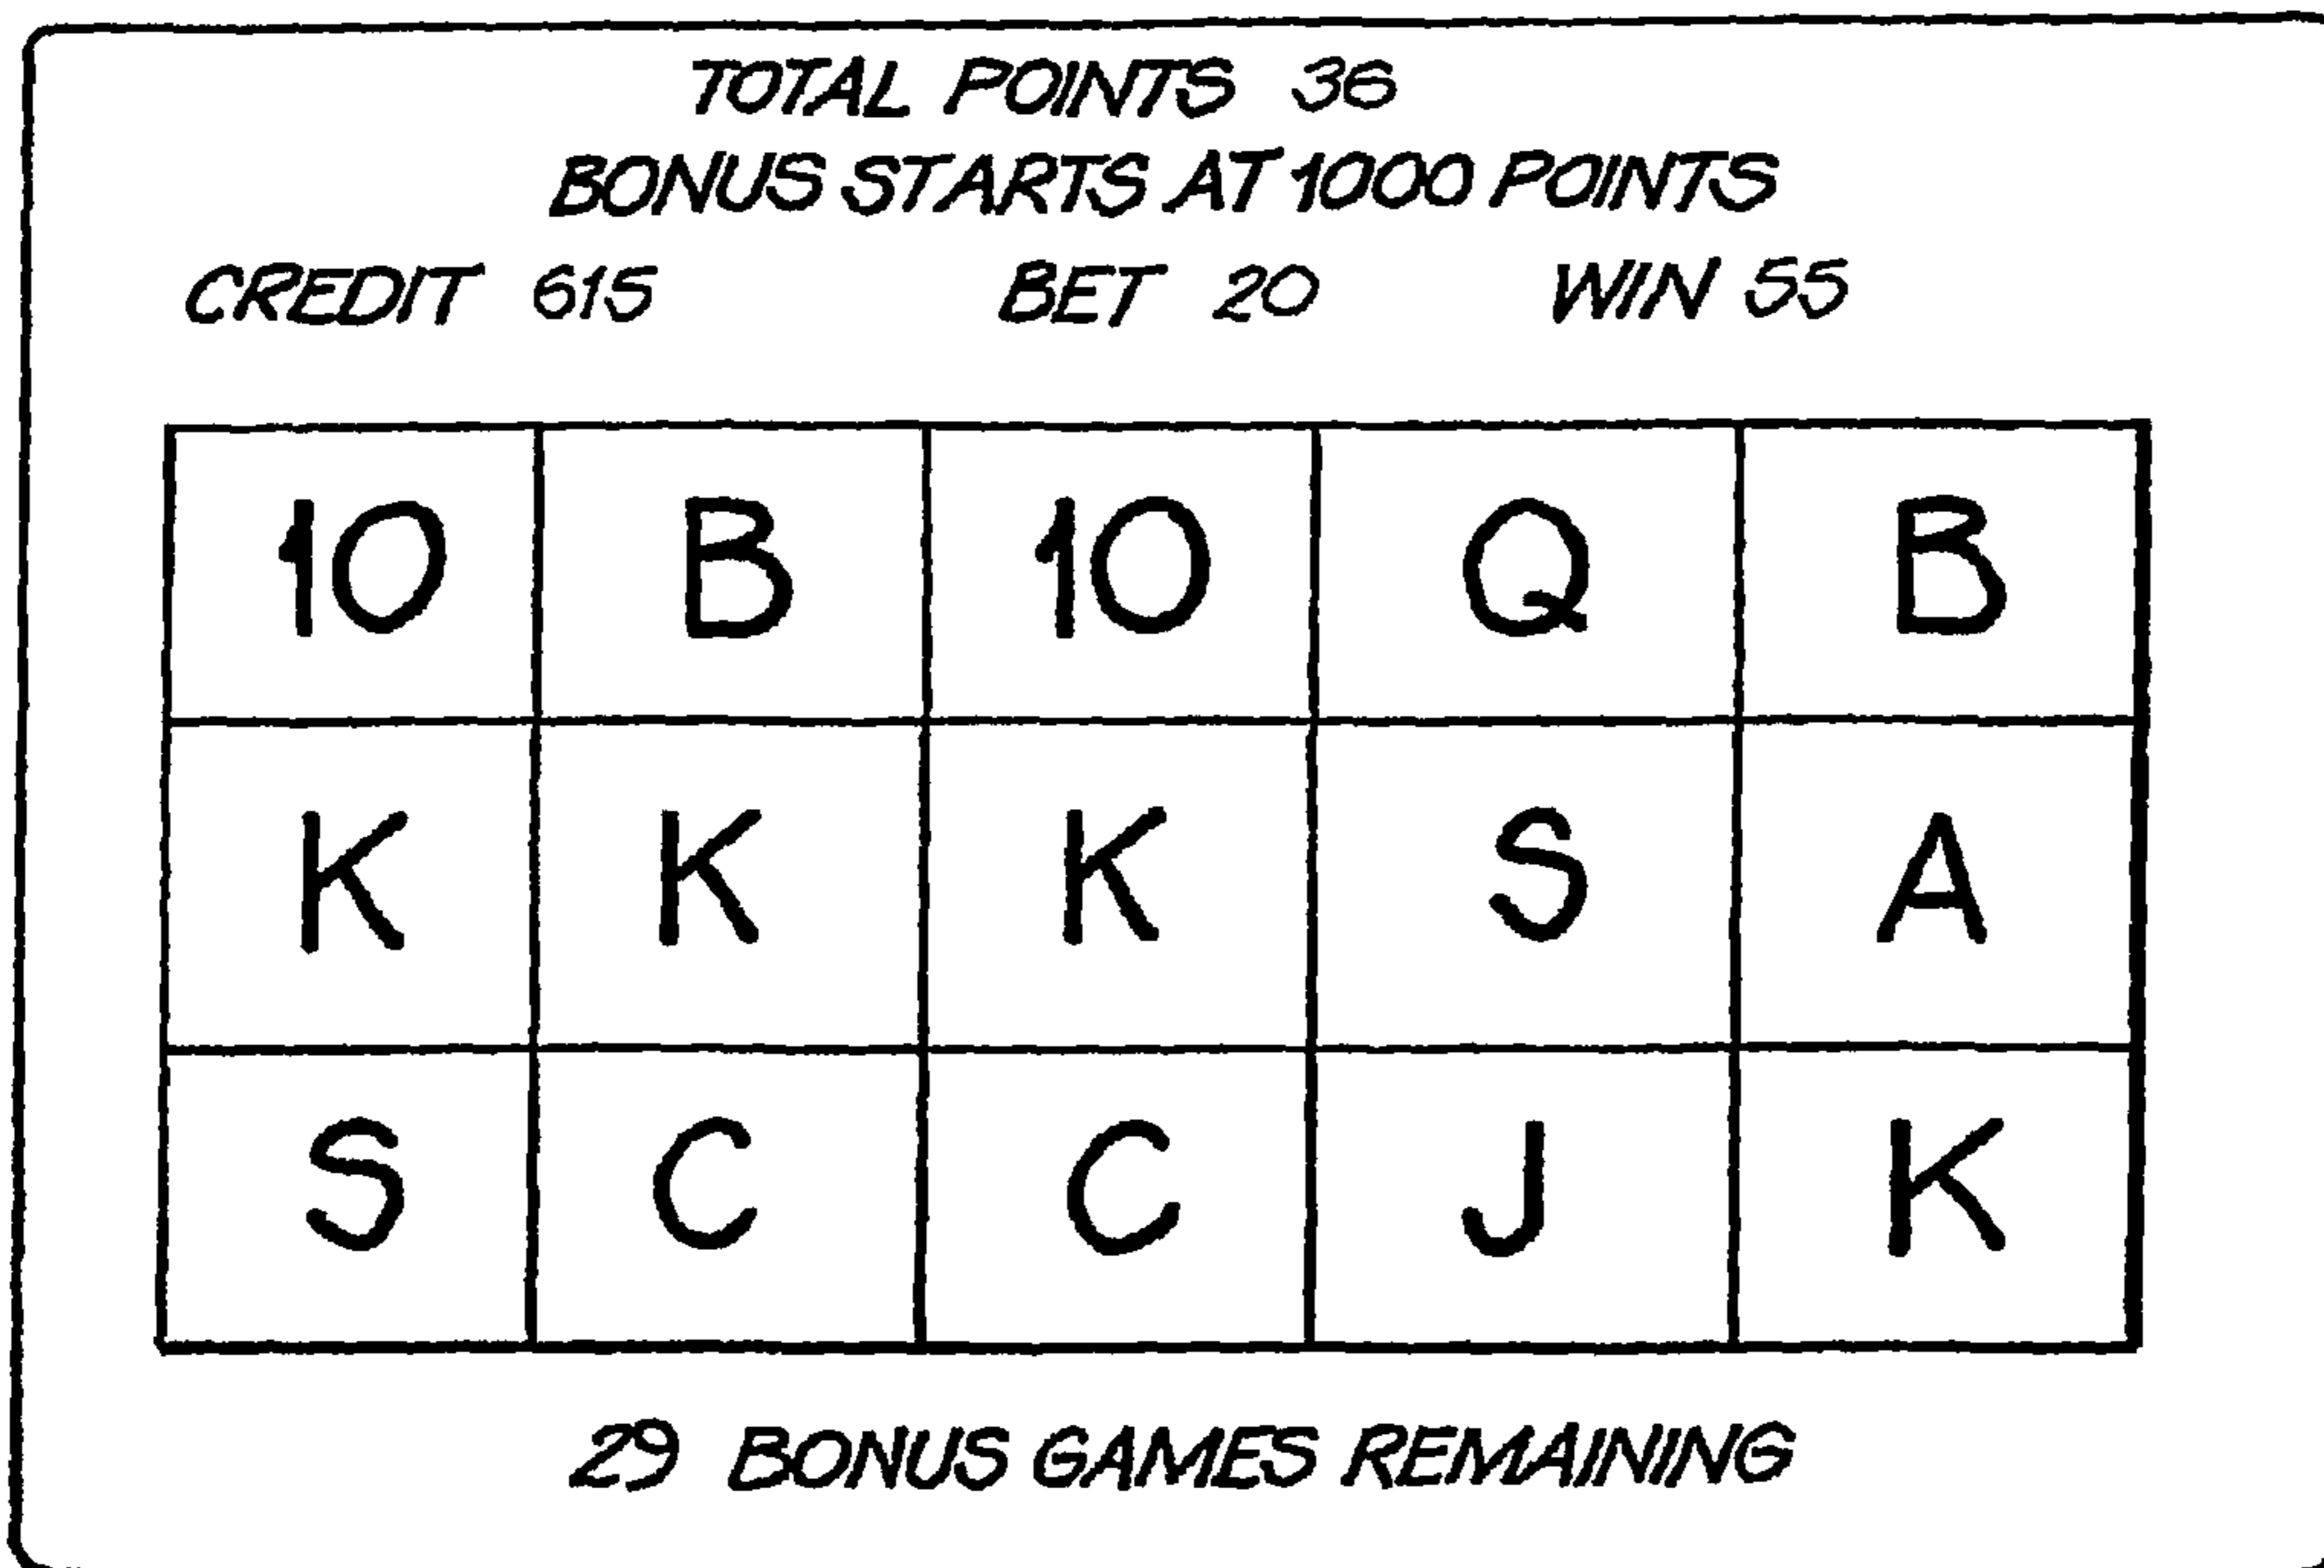 TOTAL POINTS 36
BONUS STARTS AT 1000 POINTS
CREDIT 615 BET 20 WIN 55
10 B 10 Q B
K K K S A
S C C J K
29 BONUS GAMES REMAINING